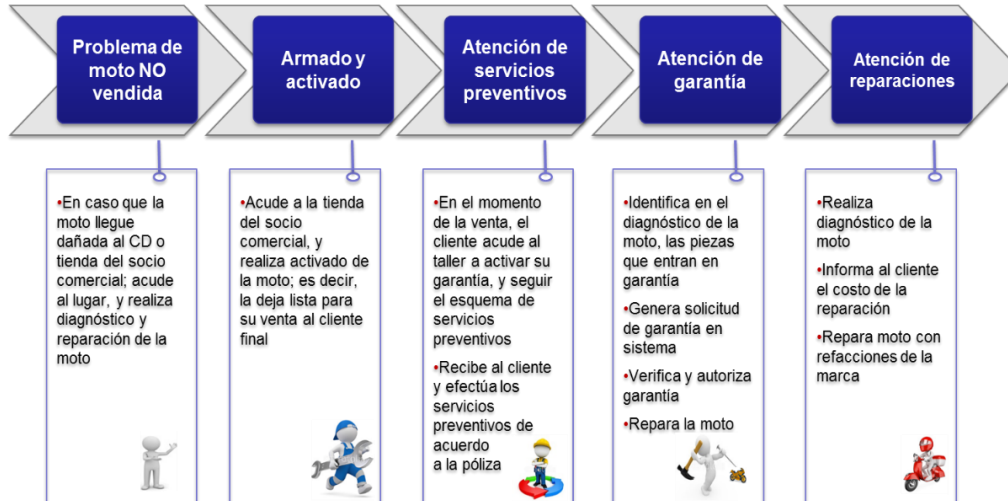 Problema de
moto NO
vendida
Armado y
activado
Atención de
servicios
preventivos
Atención de
garantía
Atención de
reparaciones
•En caso que la
moto llegue
dañada al CD o
tienda del socio
comercial; acude
al lugar, y realiza
diagnóstico y
reparación de la
moto
•Acude a la tienda
del socio
comercial, y
realiza activado de
la moto; es decir,
la deja lista para
su venta al cliente
final
•En el momento
de la venta, el
cliente acude al
taller a activar su
garantía, y seguir
el esquema de
servicios
preventivos
•Recibe al cliente
y efectúa los
servicios
preventivos de
acuerdo
a la póliza
•Identifica en el
diagnóstico de la
moto, las piezas
que entran en
garantía
•Genera solicitud
de garantía en
sistema
•Verifica y autoriza
garantía
•Repara la moto
•Realiza
diagnóstico de la
moto
•Informa al cliente
el costo de la
reparación
•Repara moto con
refacciones de la
marca